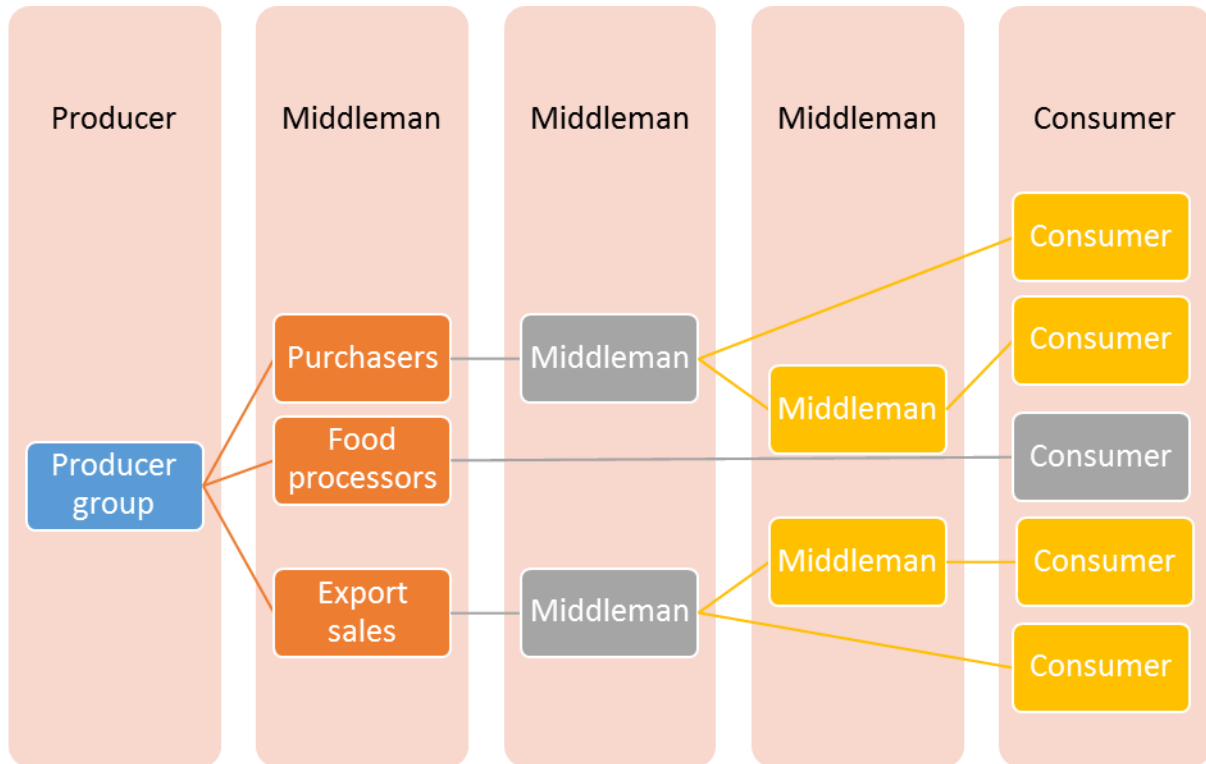 Producer
Middleman
Middleman
Middleman
Consumer
Consumer
Consumer
Purchasers
Middleman
Middleman
Food
processors
Consumer
Producer
group
Middleman
Consumer
Export
sales
Middleman
Consumer